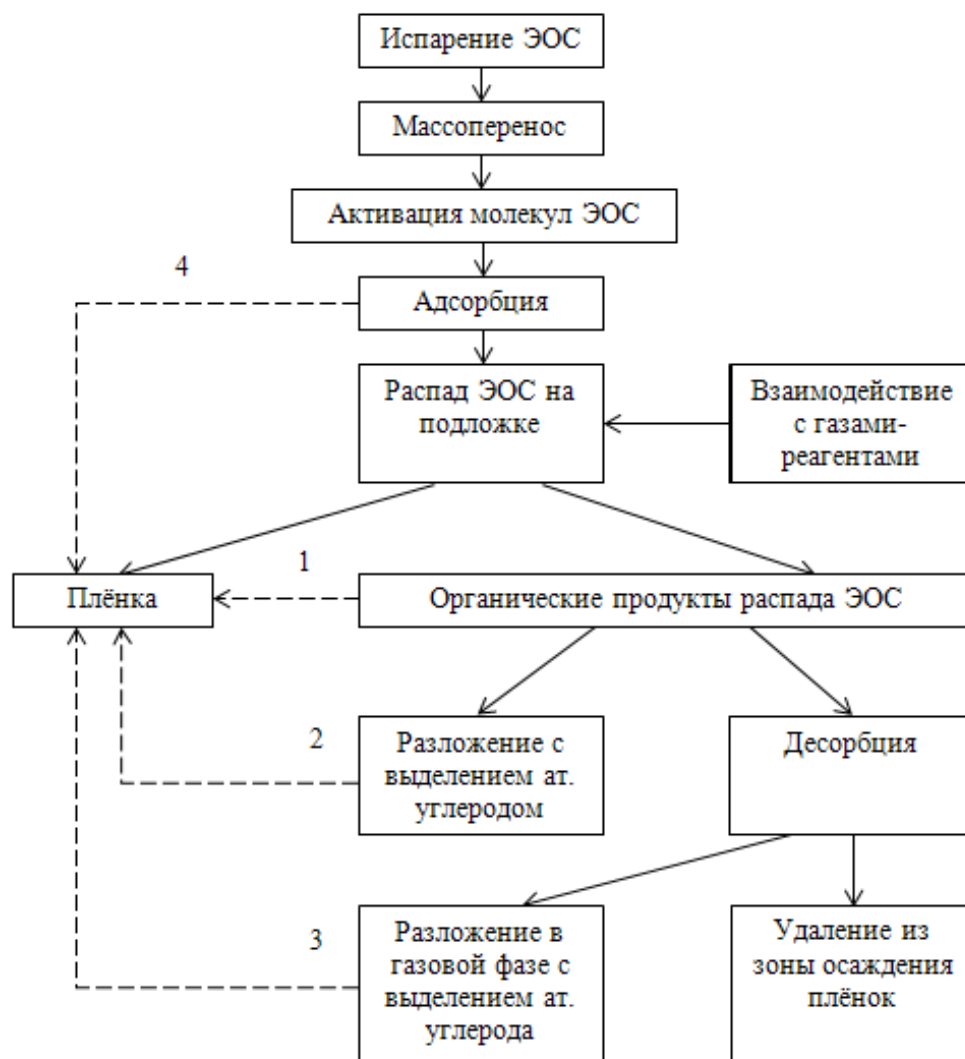 Испарение ЭОС
Массоперенос
Активация молекул ЭОС
4
Адсорбция
Распад ЭОС на
подложке
Взаимодействие
с газами-
реагентами
1
Плёнка
Органические продукты распада ЭОС
2
Разложение с
выделением ат.
углеродом
Десорбция
3
Разложение в
газовой фазе с
выделением ат.
углерода
Удаление из
зоны осаждения
плёнок